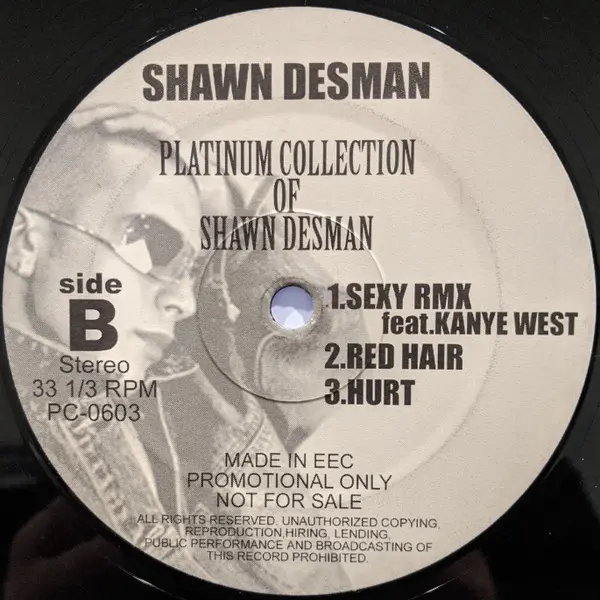 SHAWN DESMAN
PLATINUM COLLECTION
OF
SHAWN DESMAN
side
B
Stereo
33 1/3 RPM
PC-0603
1.SEXY RMX
feat.KANYE WEST
2.RED HAIR
3.HURT
MADE IN EEC
PROMOTIONAL ONLY
NOT FOR SALE
ALL RIGHTS RESERVED. UNAUTHORIZED COPYING,
REPRODUCTION,HIRING, LENDING,
PUBLIC PERFORMANCE AND BROADCASTING OF
THIS RECORD PROHIBITED.